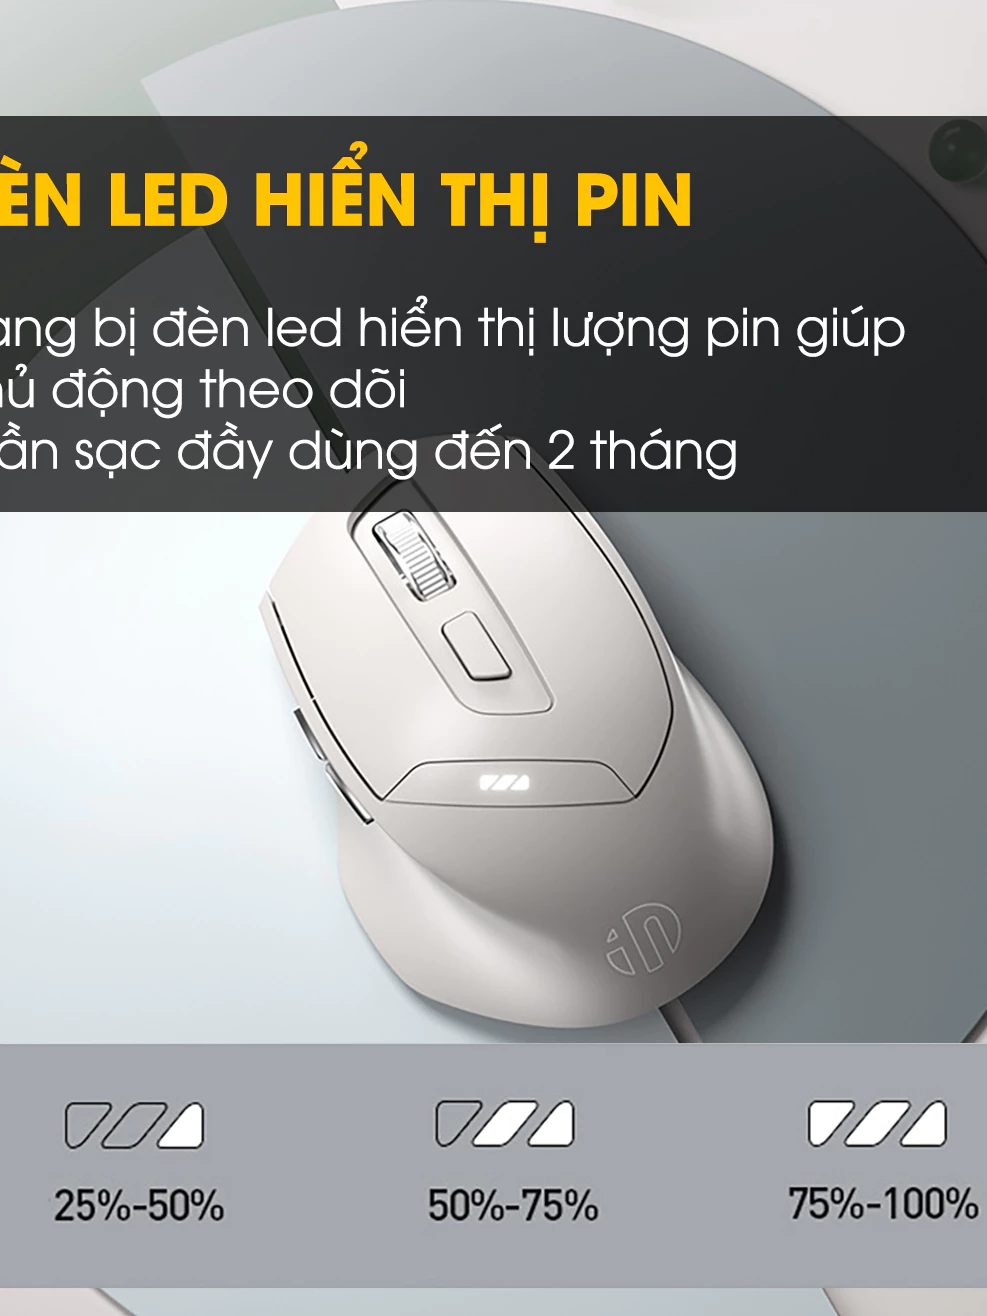 ÈN LED HIỂN THỊ PIN
ang bị đèn led hiển thị lượng pin giúp
hủ động theo dõi
ần sạc đầy dùng đến 2 tháng
25%-50%
50%-75%
75%-100%